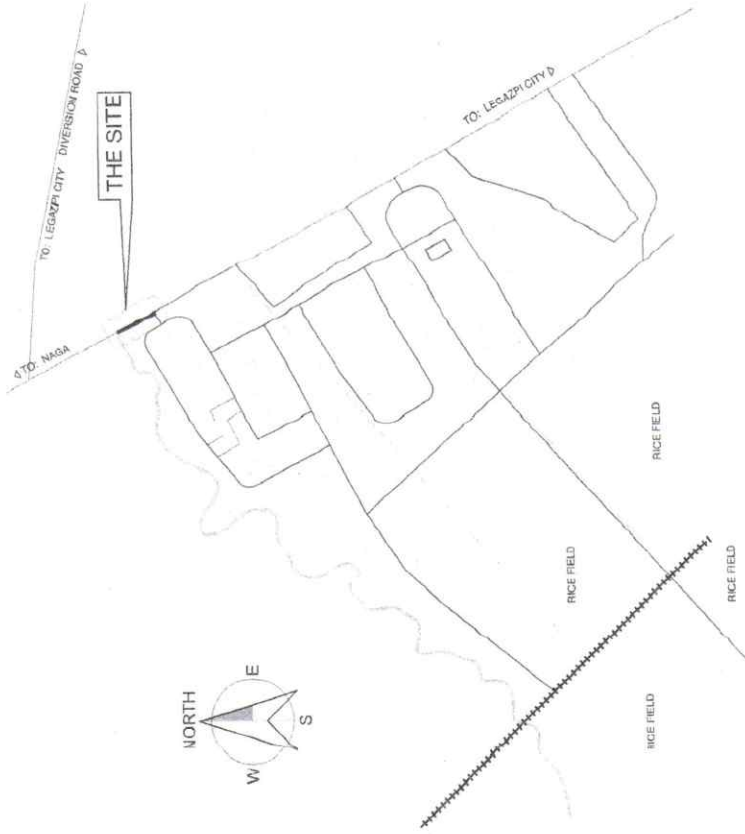 TO: LEGAZPI CITY DIVERSION ROAD
THE SITE
TO: NAGA
TO: LEGAZPI CITY
RICE FIELD
RICE FIELD
RICE FIELD
RICE FIELD
NORTH
W
E
S